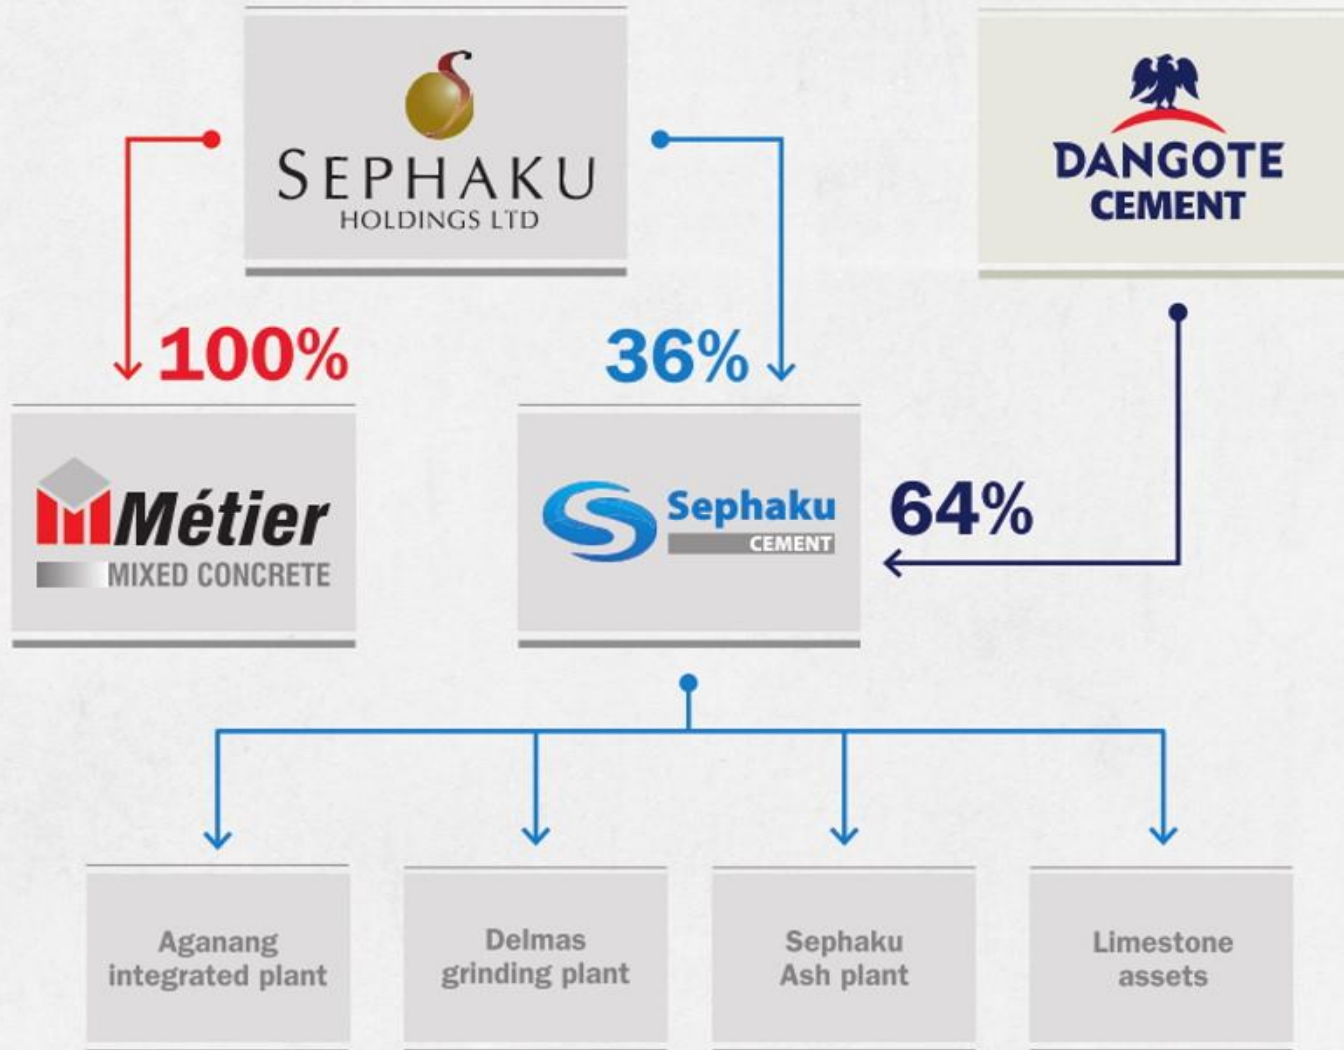 SEPHAKU
HOLDINGS LTD
DANGOTE
CEMENT
100%
36%
Métier
MIXED CONCRETE
Sephaku
CEMENT
64%
Aganang
integrated plant
Delmas
grinding plant
Sephaku
Ash plant
Limestone
assets